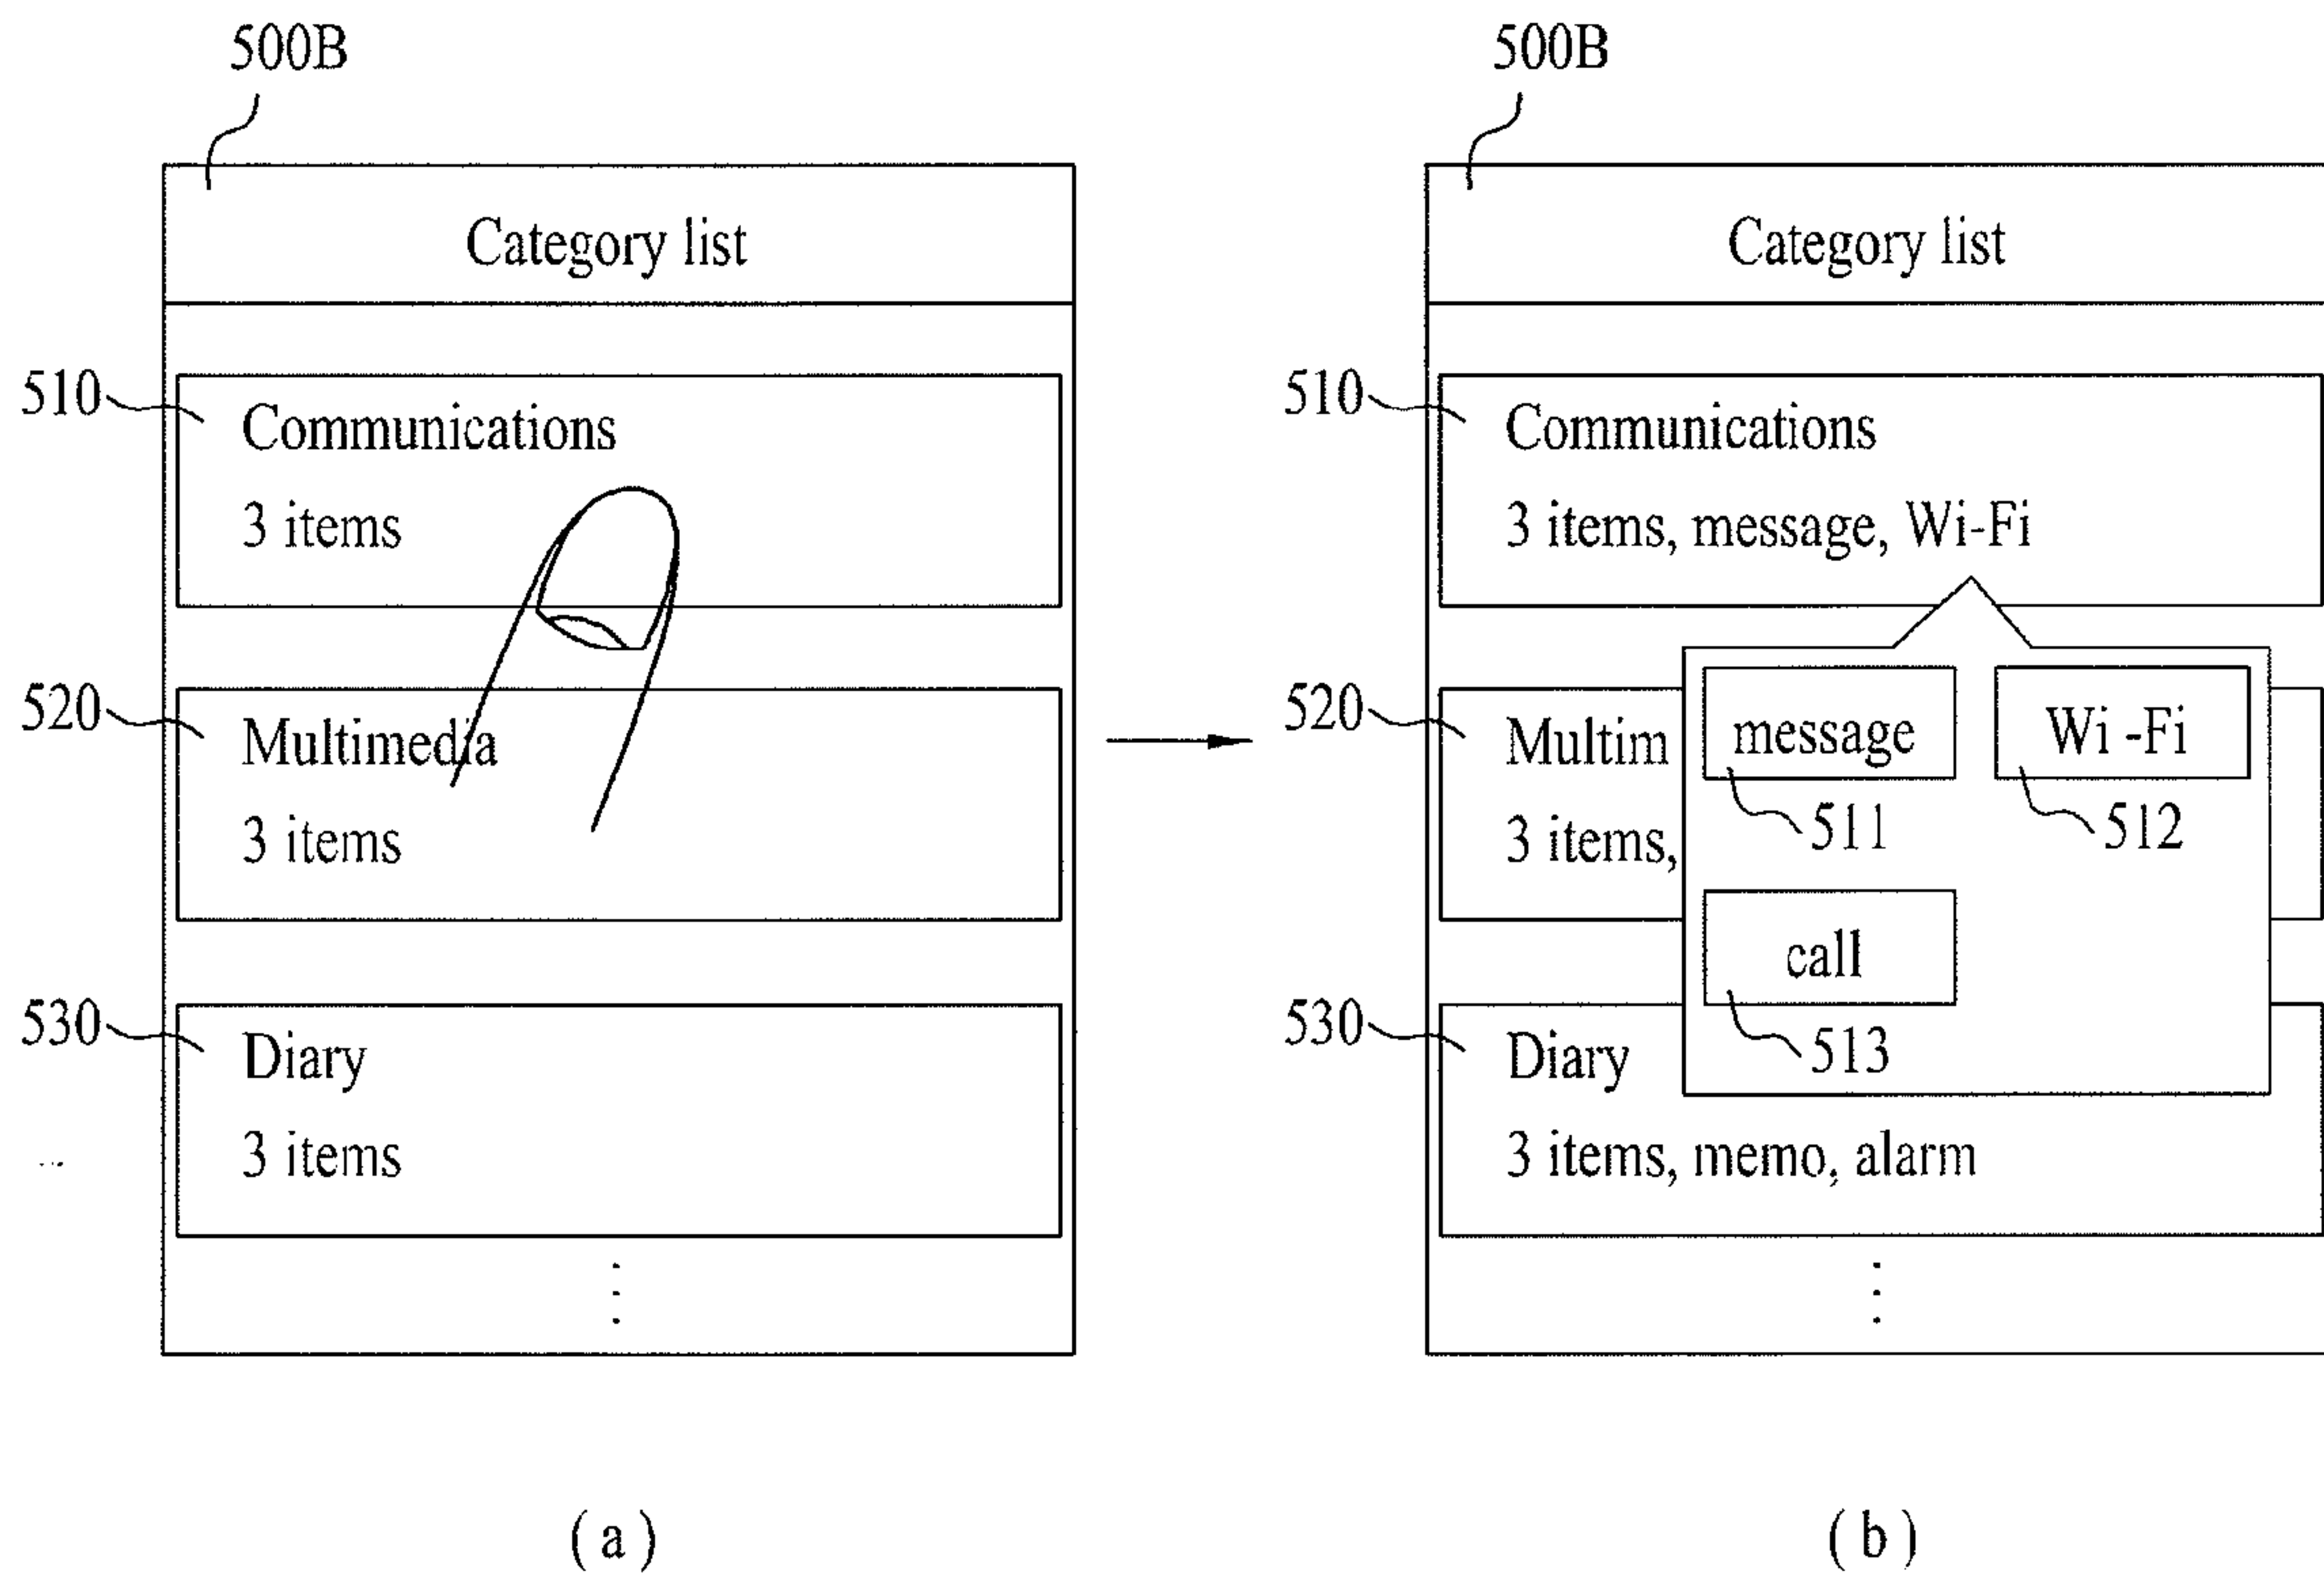 500B
Category list
510
Communications
3 items
520
Multimedia
3 items
530
Diary
3 items
(a)
500B
Category list
510
Communications
3 items, message, Wi-Fi
520
Multim
3 items,
message
511
Wi -Fi
512
call
513
530
Diary
3 items, memo, alarm
(b)